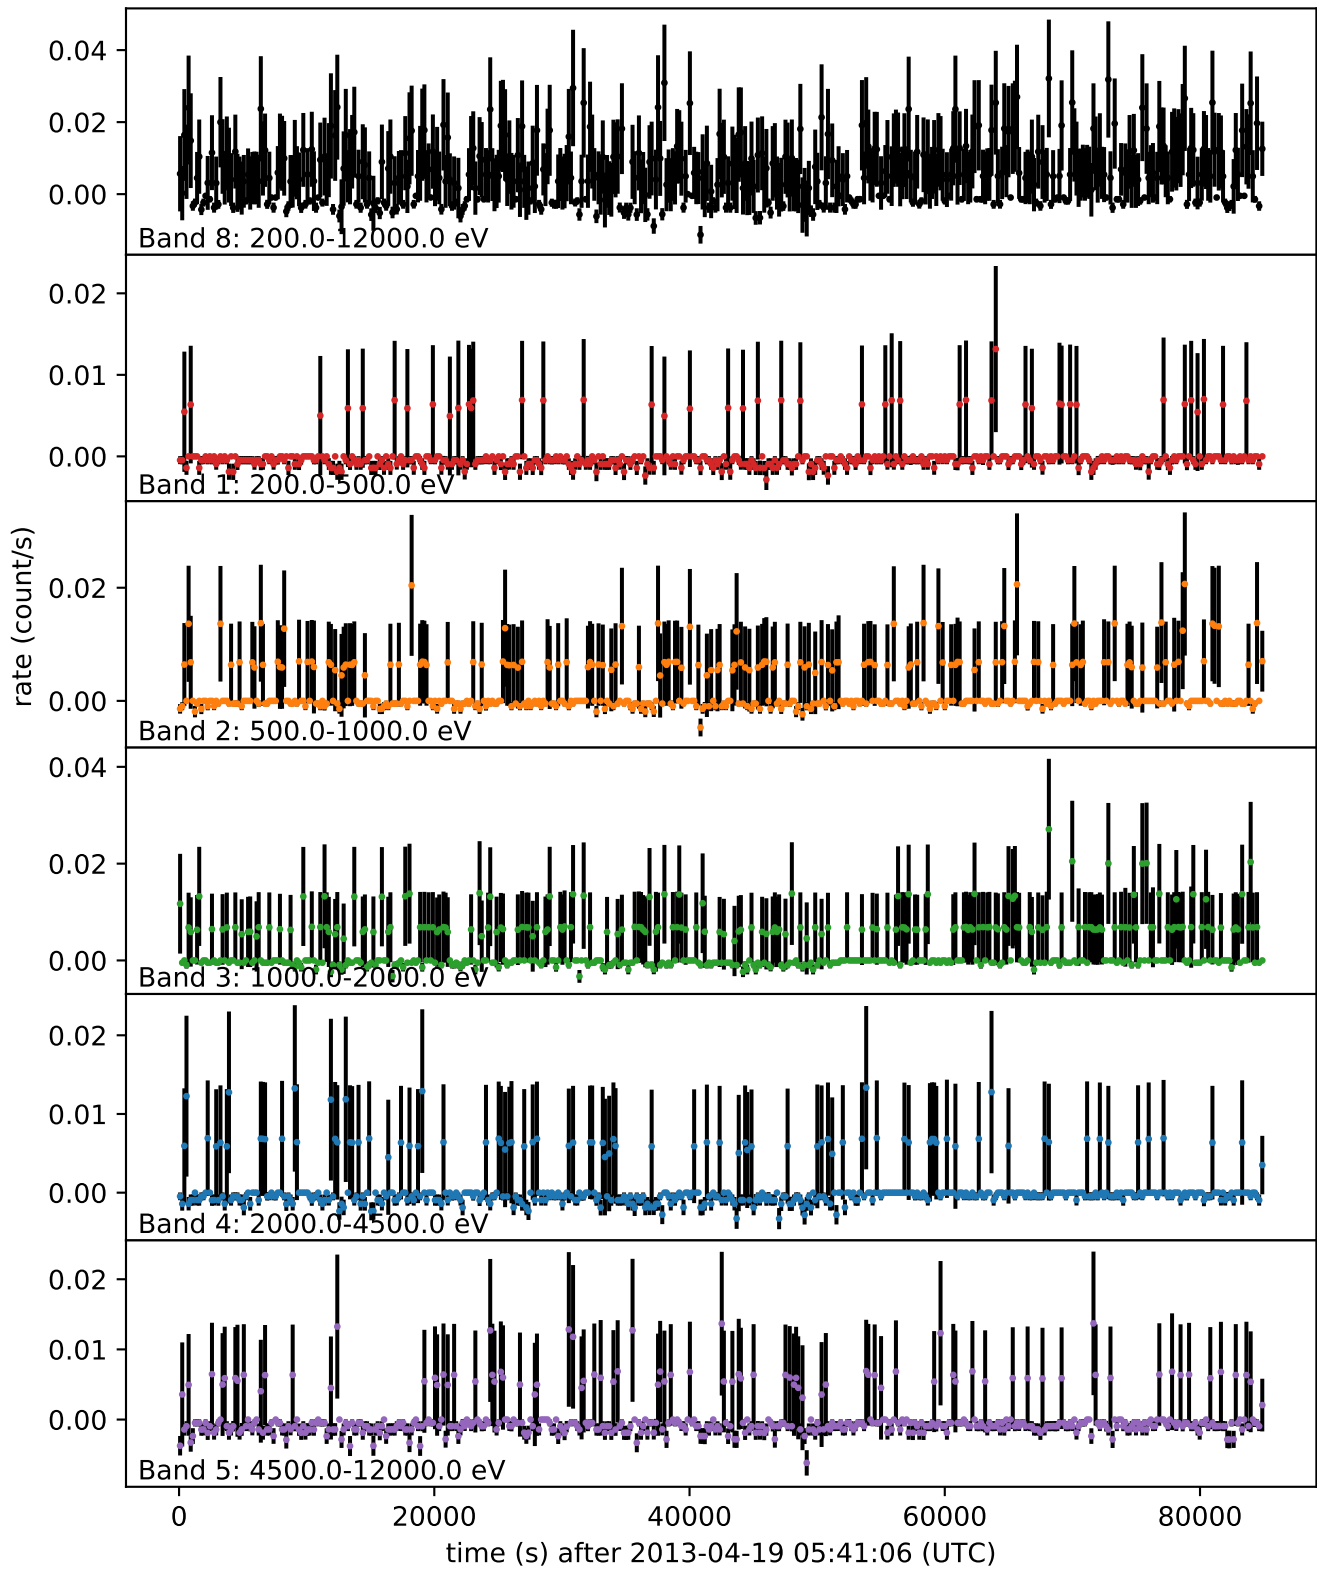 rate (count/s)
0.04
0.02
0.00
Band 8: 200.0-12000.0 eV
0.02
0.01
0.00
Band 1: 200.0-500.0 eV
0.02
0.00
Band 2: 500.0-1000.0 eV
0.04
0.02
0.00
Band 3: 1000.0-2000.0 eV
0.02
0.01
0.00
Band 4: 2000.0-4500.0 eV
0.02
0.01
0.00
Band 5: 4500.0-12000.0 eV
0 20000 40000 60000 80000
time (s) after 2013-04-19 05:41:06 (UTC)